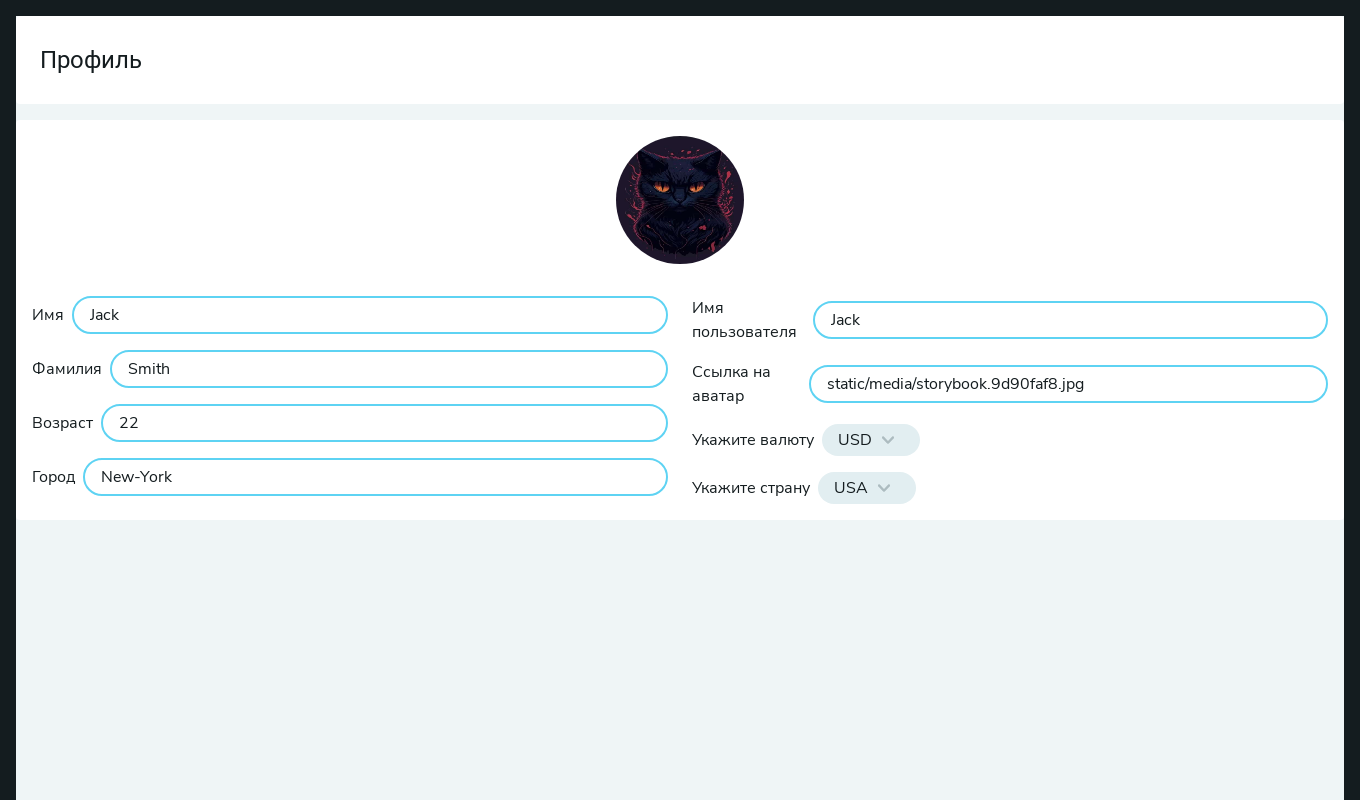 Профиль
Имя
Jack
Фамилия
Smith
Возраст
22
Город
New-York
Имя
пользователя
Jack
Ссылка на
аватар
static/media/storybook.9d90faf8.jpg
Укажите валюту
USD
Укажите страну
USA